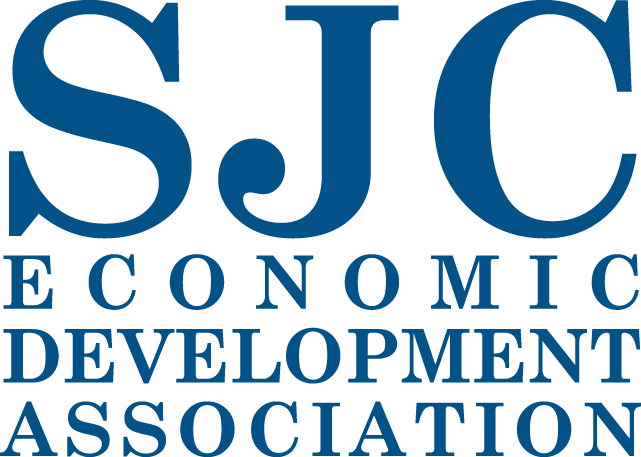 SJC
ECONOMIC
DEVELOPMENT
ASSOCIATION